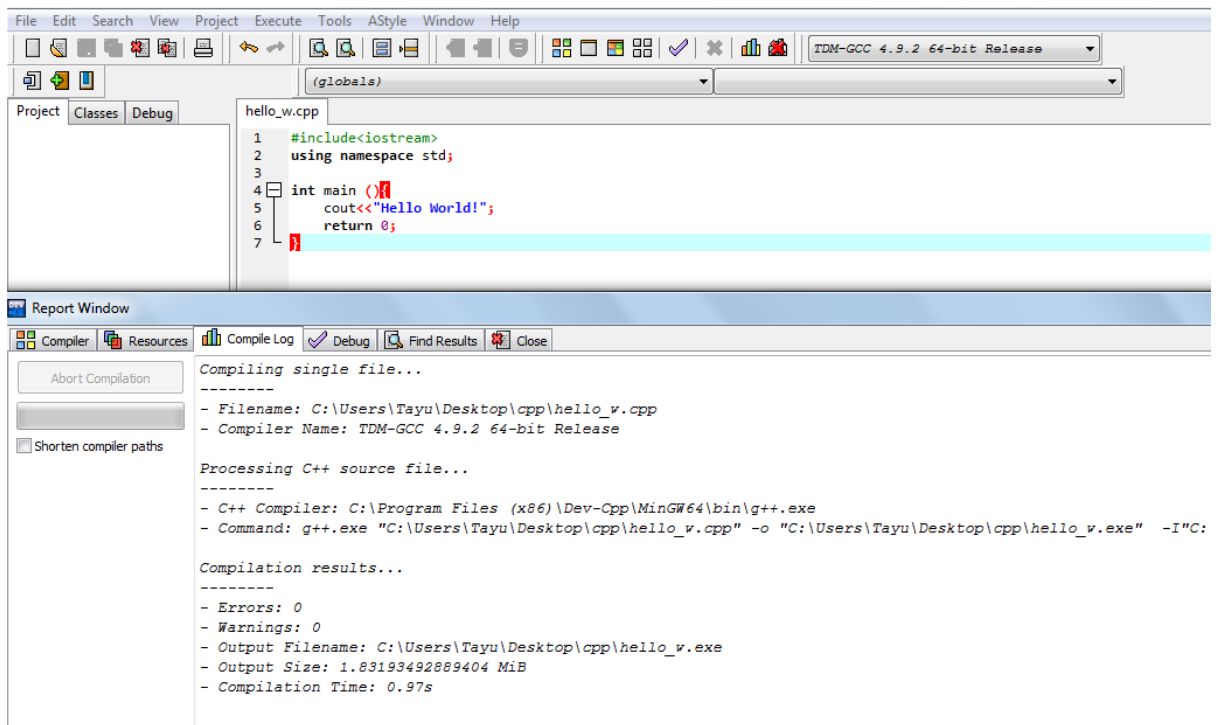 File Edit Search View Project Execute Tools AStyle Window Help
TDM-GCC 4.9.2 64-bit Release
(globals)
Project Classes Debug
hello_w.cpp
1 #include<iostream>
2 using namespace std;
3
4 int main (){
5 cout<<"Hello World!";
6 return 0;
7 }
Report Window
Compiler Resources Compile Log Debug Find Results Close
Abort Compilation
Shorten compiler paths
Compiling single file...
--------
- Filename: C:\Users\Tayu\Desktop\cpp\hello_w.cpp
- Compiler Name: TDM-GCC 4.9.2 64-bit Release
Processing C++ source file...
--------
- C++ Compiler: C:\Program Files (x86)\Dev-Cpp\MinGW64\bin\g++.exe
- Command: g++.exe "C:\Users\Tayu\Desktop\cpp\hello_w.cpp" -o "C:\Users\Tayu\Desktop\cpp\hello_w.exe" -I"C:
Compilation results...
--------
- Errors: 0
- Warnings: 0
- Output Filename: C:\Users\Tayu\Desktop\cpp\hello_w.exe
- Output Size: 1.83193492889404 MiB
- Compilation Time: 0.97s